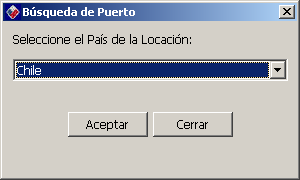 Búsqueda de Puerto
Seleccione el País de la Locación:
Chile
Aceptar Cerrar